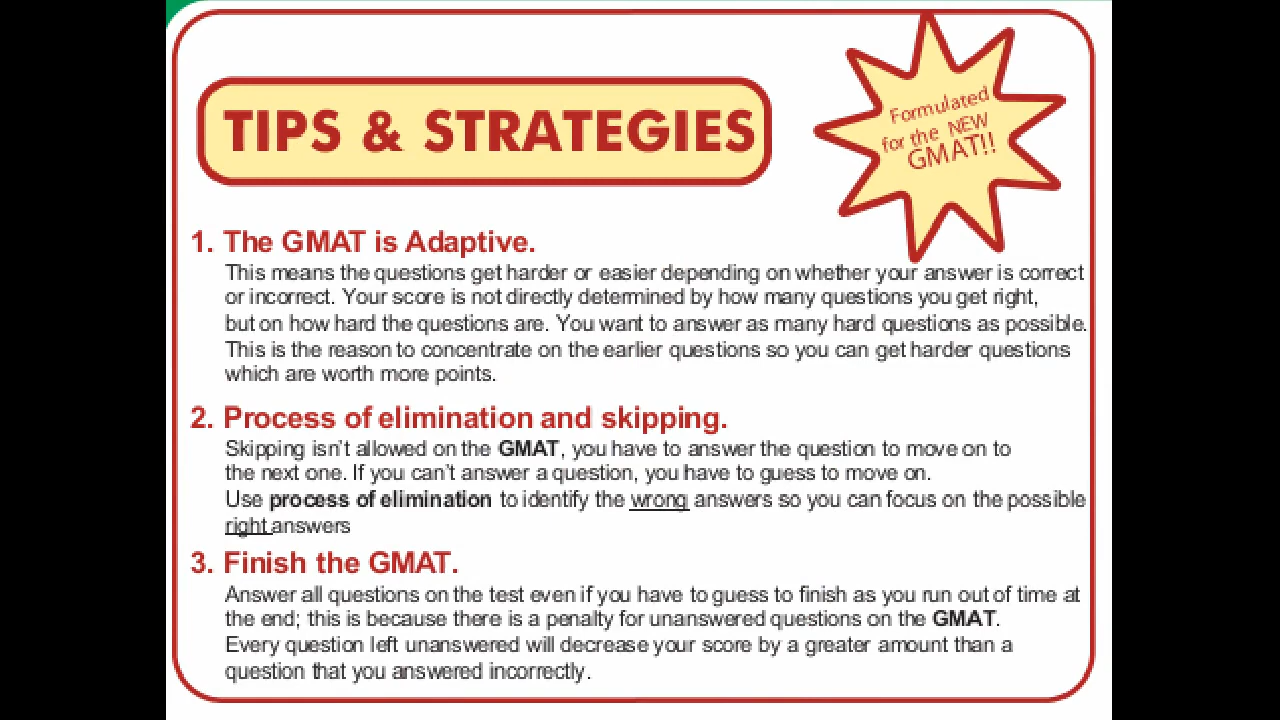 TIPS & STRATEGIES
Formulated
for the NEW
GMAT!!
1. The GMAT is Adaptive.
This means the questions get harder or easier depending on whether your answer is correct
or incorrect. Your score is not directly determined by how many questions you get right,
but on how hard the questions are. You want to answer as many hard questions as possible.
This is the reason to concentrate on the earlier questions so you can get harder questions
which are worth more points.
2. Process of elimination and skipping.
Skipping isn't allowed on the GMAT, you have to answer the question to move on to
the next one. If you can't answer a question, you have to guess to move on.
Use process of elimination to identify the wrong answers so you can focus on the possible
right answers
3. Finish the GMAT.
Answer all questions on the test even if you have to guess to finish as you run out of time at
the end; this is because there is a penalty for unanswered questions on the GMAT.
Every question left unanswered will decrease your score by a greater amount than a
question that you answered incorrectly.